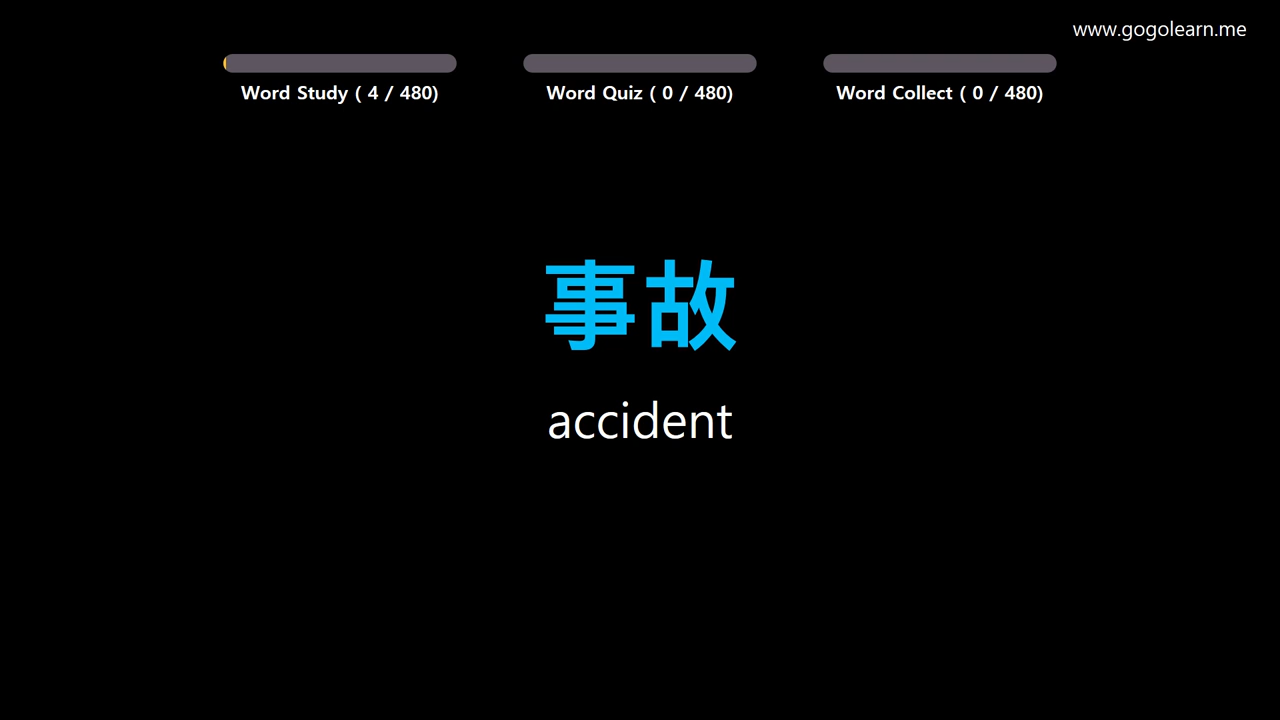 www.gogolearn.me
Word Study ( 4 / 480)
Word Quiz ( 0 / 480)
Word Collect ( 0 / 480)
事故
accident